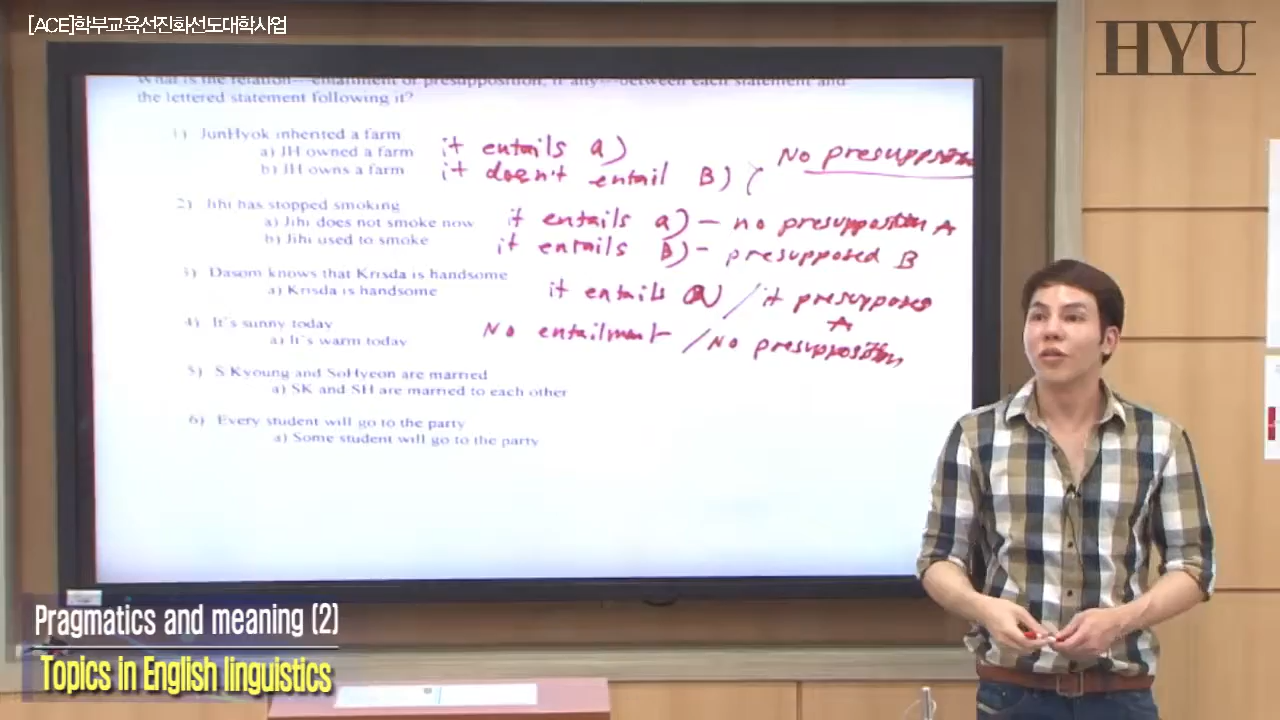 [ACE]학부교육선진화선도대학사업
HYU
What is the relation—entailment or presupposition, if any—between each statement and
the lettered statement following it?
1) JunHyok inherited a farm
a) JH owned a farm it entails a)
b) JH owns a farm it doesn't entail B) No presupposition
2) Jihi has stopped smoking
a) Jihi does not smoke now it entails a) – no presupposition A
b) Jihi used to smoke it entails B) – presupposed B
3) Dasom knows that Krisda is handsome
a) Krisda is handsome it entails a) / it presupposes A
4) It's sunny today
a) It's warm today No entailment / No presupposition
5) S Kyoung and SoHyeon are married
a) SK and SH are married to each other
6) Every student will go to the party
a) Some student will go to the party
Pragmatics and meaning (2)
Topics in English linguistics